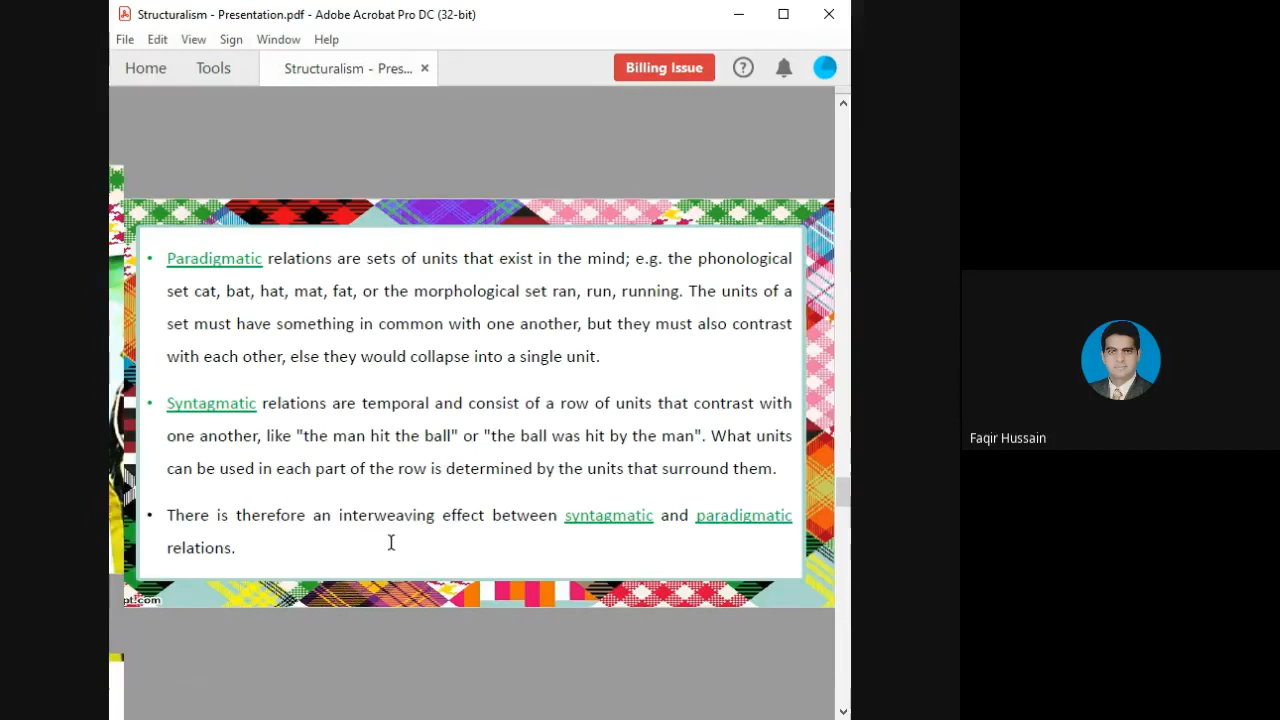 Structuralism - Presentation.pdf - Adobe Acrobat Pro DC (32-bit)
File Edit View Sign Window Help
Home Tools Structuralism - Pres... × Billing Issue
• Paradigmatic relations are sets of units that exist in the mind; e.g. the phonological
set cat, bat, hat, mat, fat, or the morphological set ran, run, running. The units of a
set must have something in common with one another, but they must also contrast
with each other, else they would collapse into a single unit.
• Syntagmatic relations are temporal and consist of a row of units that contrast with
one another, like "the man hit the ball" or "the ball was hit by the man". What units
can be used in each part of the row is determined by the units that surround them.
• There is therefore an interweaving effect between syntagmatic and paradigmatic
relations.
pt.com
Faqir Hussain